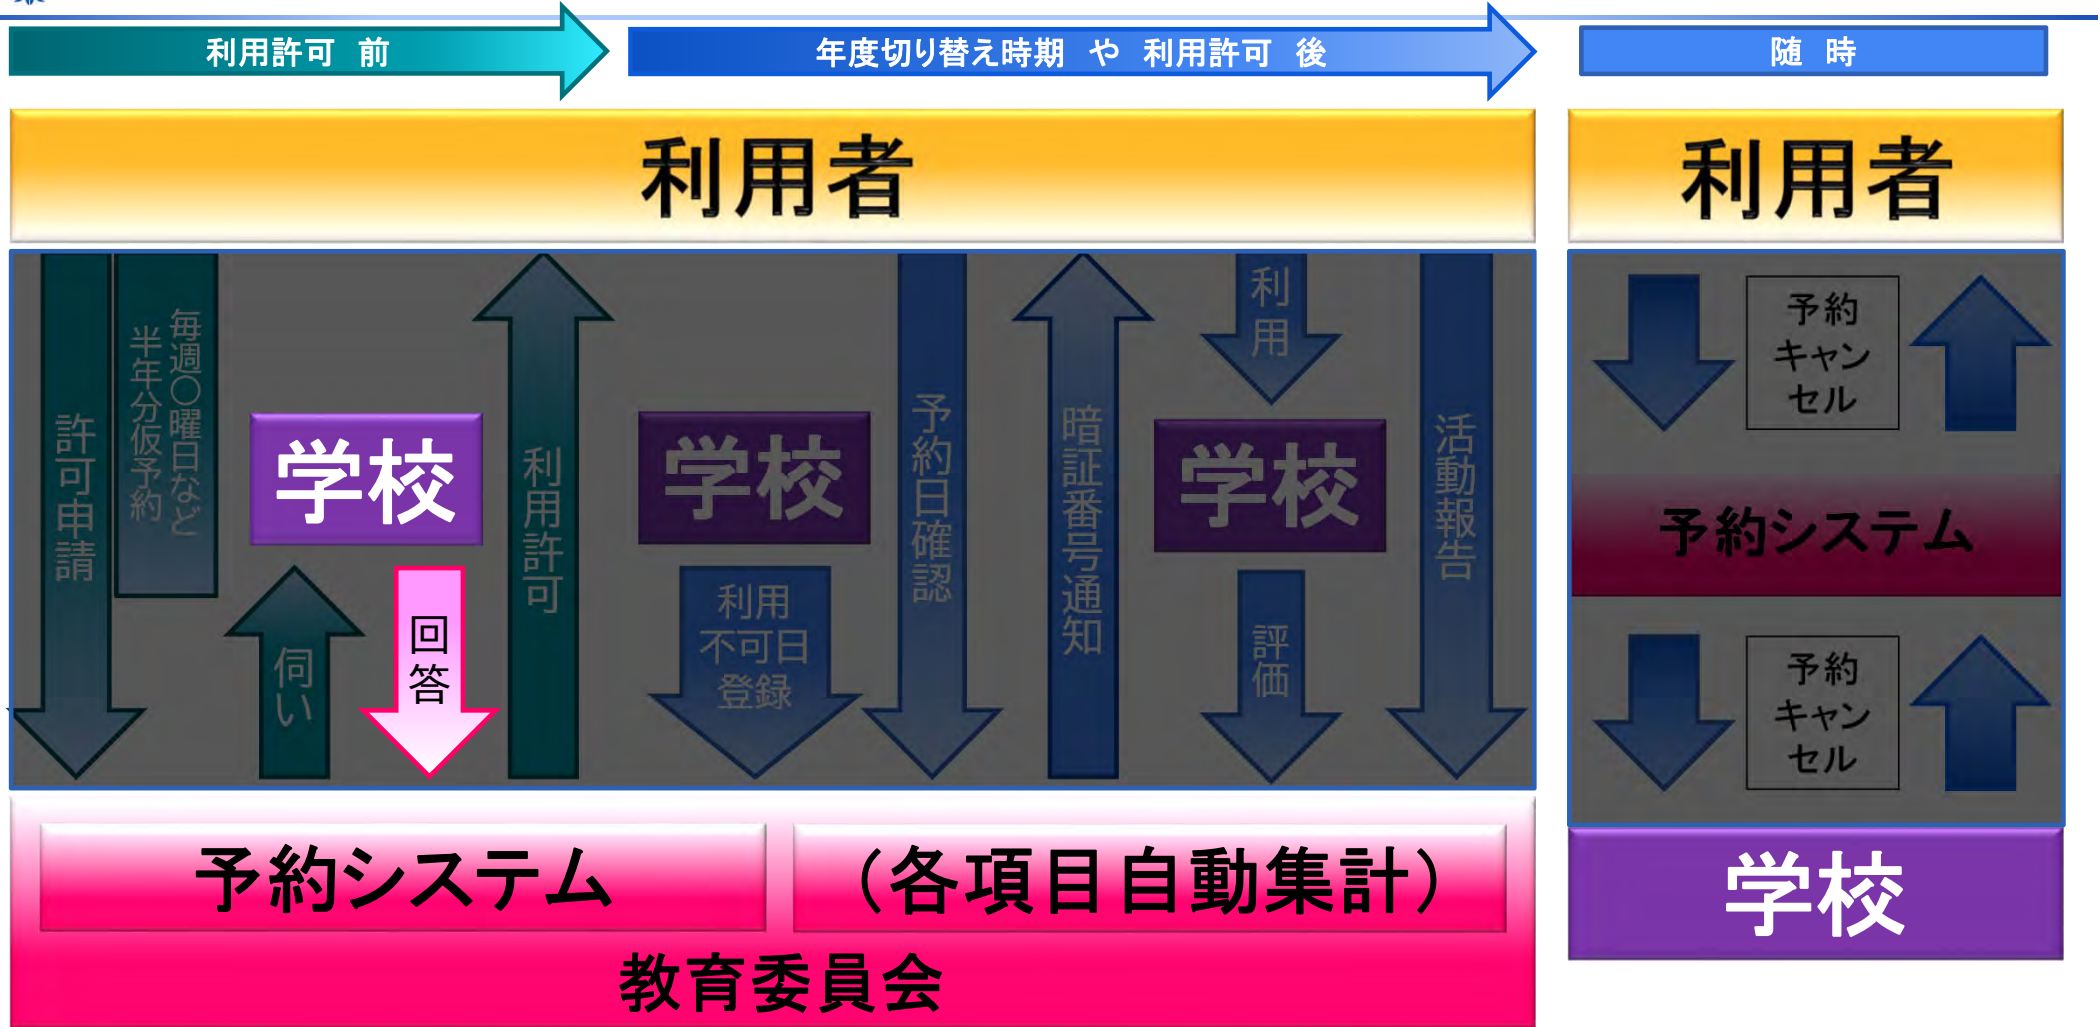 利用許可 前
年度切り替え時期 や 利用許可 後
随 時
利用者
利用者
許可申請
毎週〇曜日など
半年分仮予約
学校
伺い
回答
利用許可
学校
利用
不可日
登録
予約日確認
暗証番号通知
利用
学校
評価
活動報告
予約
キャン
セル
予約システム
予約
キャン
セル
学校
予約システム
（各項目自動集計）
教育委員会